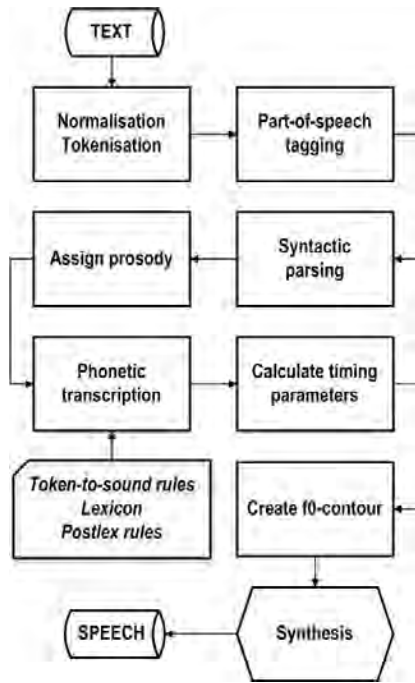 TEXT
Normalisation
Tokenisation
Part-of-speech
tagging
Syntactic
parsing
Assign prosody
Phonetic
transcription
Token-to-sound rules
Lexicon
Postlex rules
Calculate timing
parameters
Create f0-contour
Synthesis
SPEECH